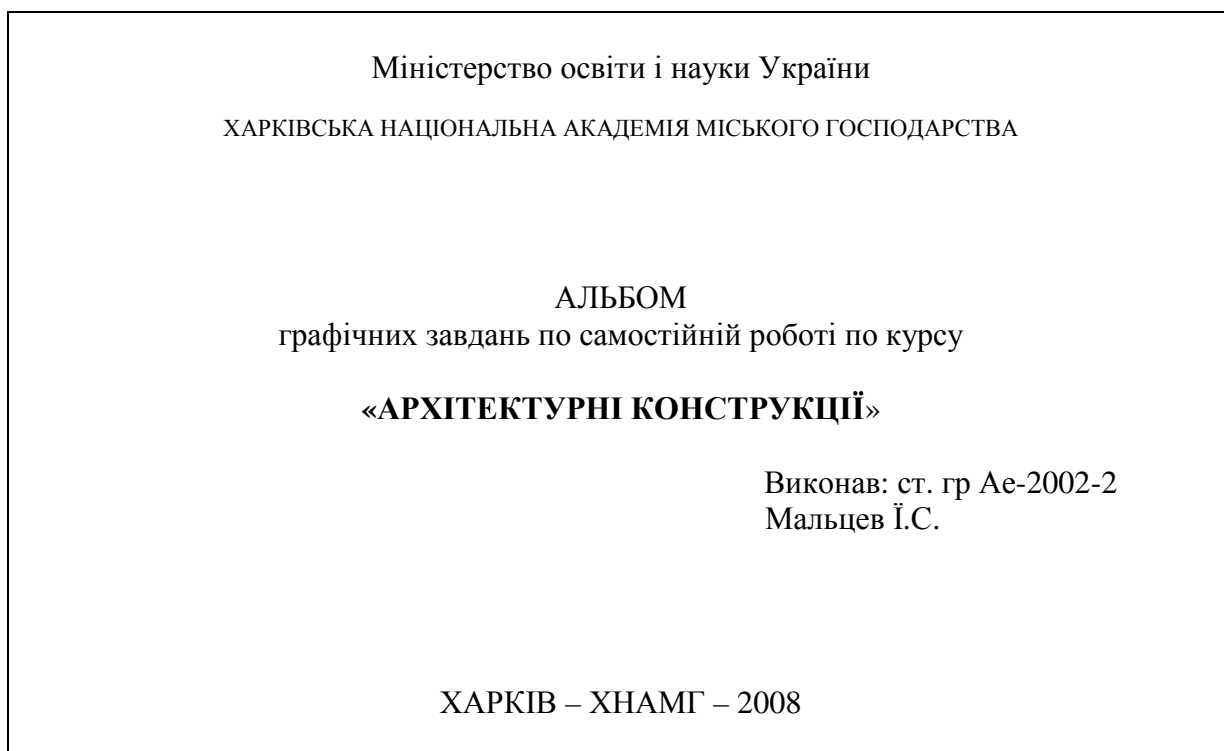 Міністерство освіти і науки України
ХАРКІВСЬКА НАЦІОНАЛЬНА АКАДЕМІЯ МІСЬКОГО ГОСПОДАРСТВА
АЛЬБОМ
графічних завдань по самостійній роботі по курсу
«АРХІТЕКТУРНІ КОНСТРУКЦІЇ»
Виконав: ст. гр Ае-2002-2
Мальцев Ї.С.
ХАРКІВ – ХНАМГ – 2008